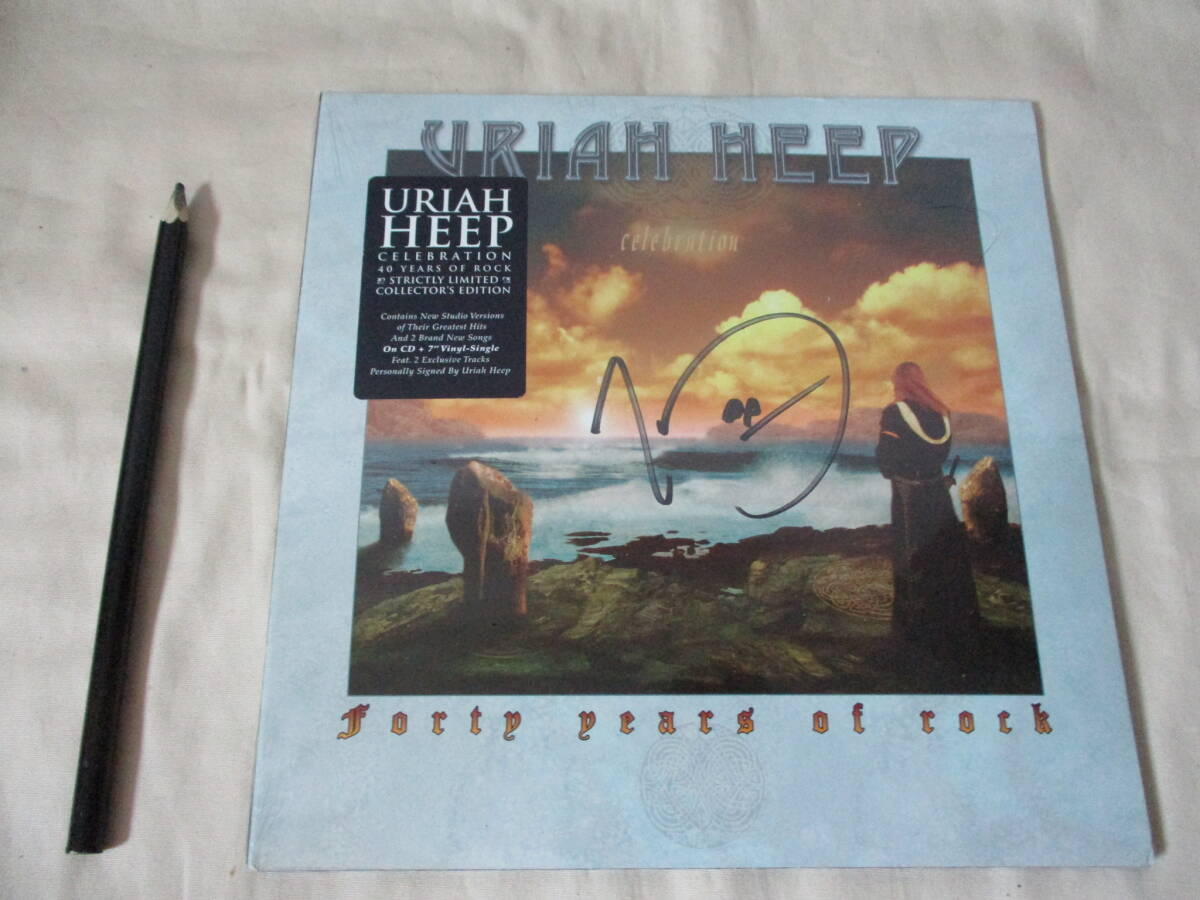 URIAH HEEP
celebration
URIAH
HEEP
CELEBRATION
40 YEARS OF ROCK
STRICTLY LIMITED
COLLECTOR'S EDITION
Contains New Studio Versions
of Their Greatest Hits
And 2 Brand New Songs
On CD + 7" Vinyl-Single
Feat. 2 Exclusive Tracks
Personally Signed By Uriah Heep
Forty years of rock